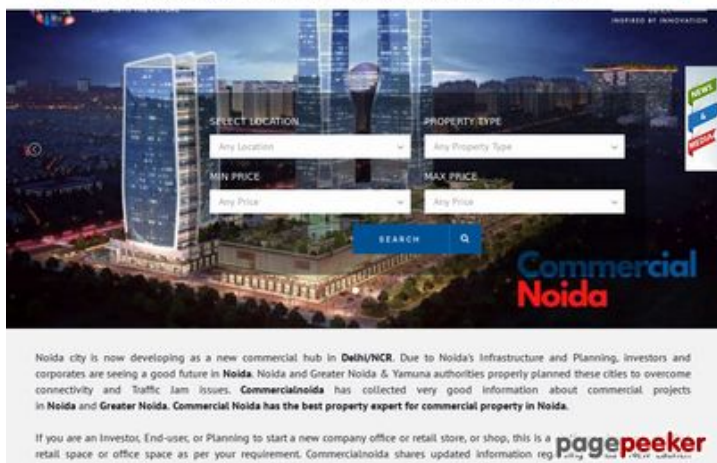 INSPIRED BY INNOVATION
NEWS
&
MEDIA
SELECT LOCATION
PROPERTY TYPE
Any Location
Any Property Type
MIN PRICE
MAX PRICE
Any Price
Any Price
SEARCH
Commercial
Noida
Noida city is now developing as a new commercial hub in Delhi/NCR. Due to Noida's Infrastructure and Planning, investors and
corporates are seeing a good future in Noida. Noida and Greater Noida & Yamuna authorities properly planned these cities to overcome
connectivity and Traffic Jam issues. Commercialnoida has collected very good information about commercial projects
in Noida and Greater Noida. Commercial Noida has the best property expert for commercial property in Noida.
If you are an Investor, End-user, or Planning to start a new company office or retail store, or shop, this is a
retail space or office space as per your requirement. Commercialnoida shares updated information
pagepeeker